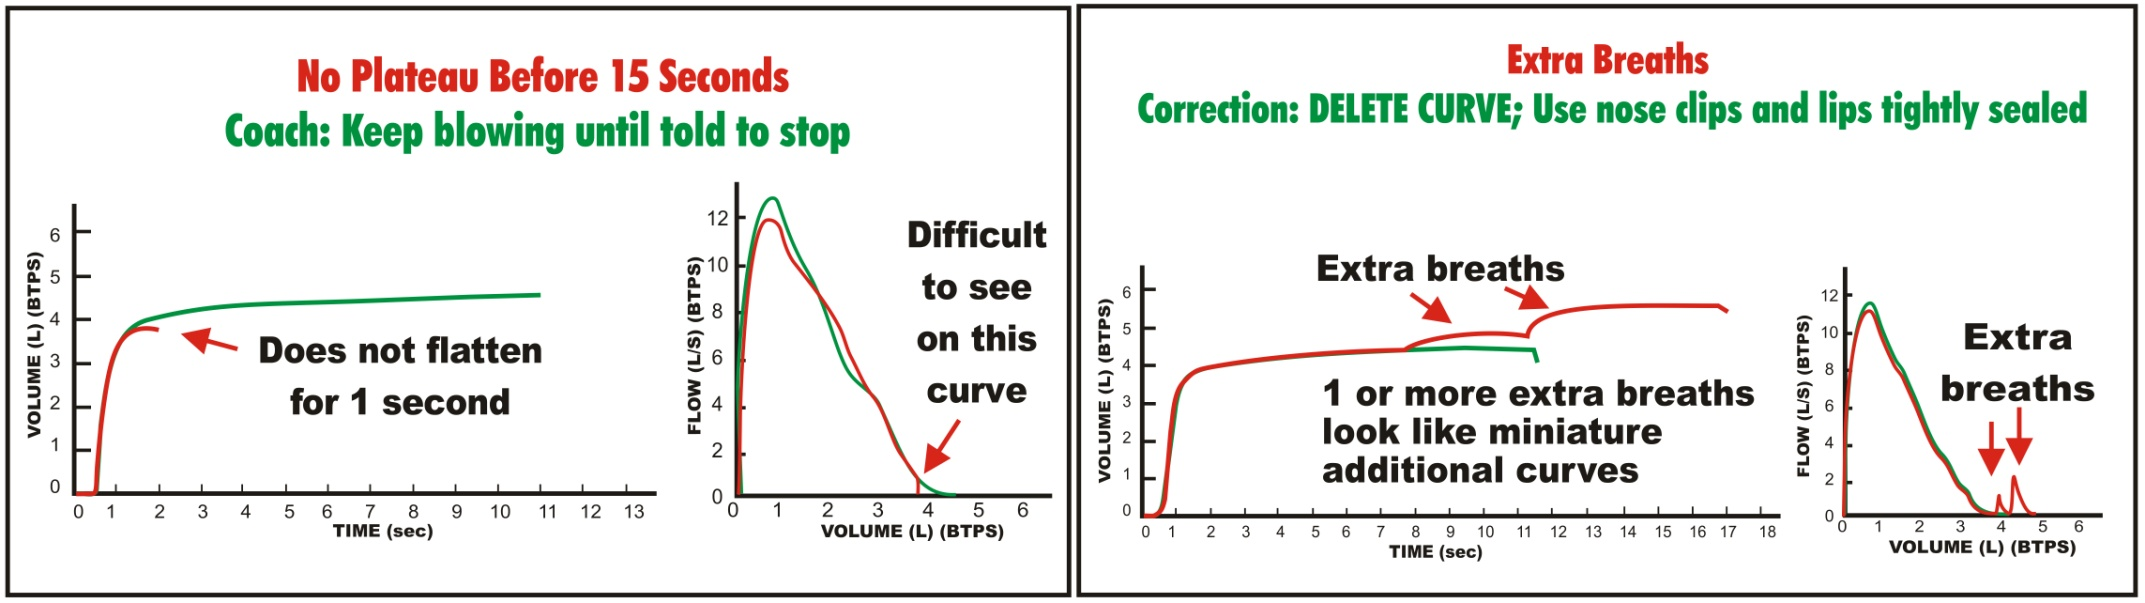 No Plateau Before 15 Seconds
Coach: Keep blowing until told to stop
VOLUME (L) (BTPS)
6
5
4
3
2
1
0
Does not flatten
for 1 second
0 1 2 3 4 5 6 7 8 9 10 11 12 13
TIME (sec)
FLOW (L/S) (BTPS)
12
10
8
6
4
2
0
Difficult
to see
on this
curve
0 1 2 3 4 5 6
VOLUME (L) (BTPS)
Extra Breaths
Correction: DELETE CURVE; Use nose clips and lips tightly sealed
VOLUME (L) (BTPS)
6
5
4
3
2
1
0
Extra breaths
1 or more extra breaths
look like miniature
additional curves
0 1 2 3 4 5 6 7 8 9 10 11 12 13 14 15 16 17 18
TIME (sec)
FLOW (L/S) (BTPS)
12
10
8
6
4
2
0
Extra
breaths
0 1 2 3 4 5 6
VOLUME (L) (BTPS)